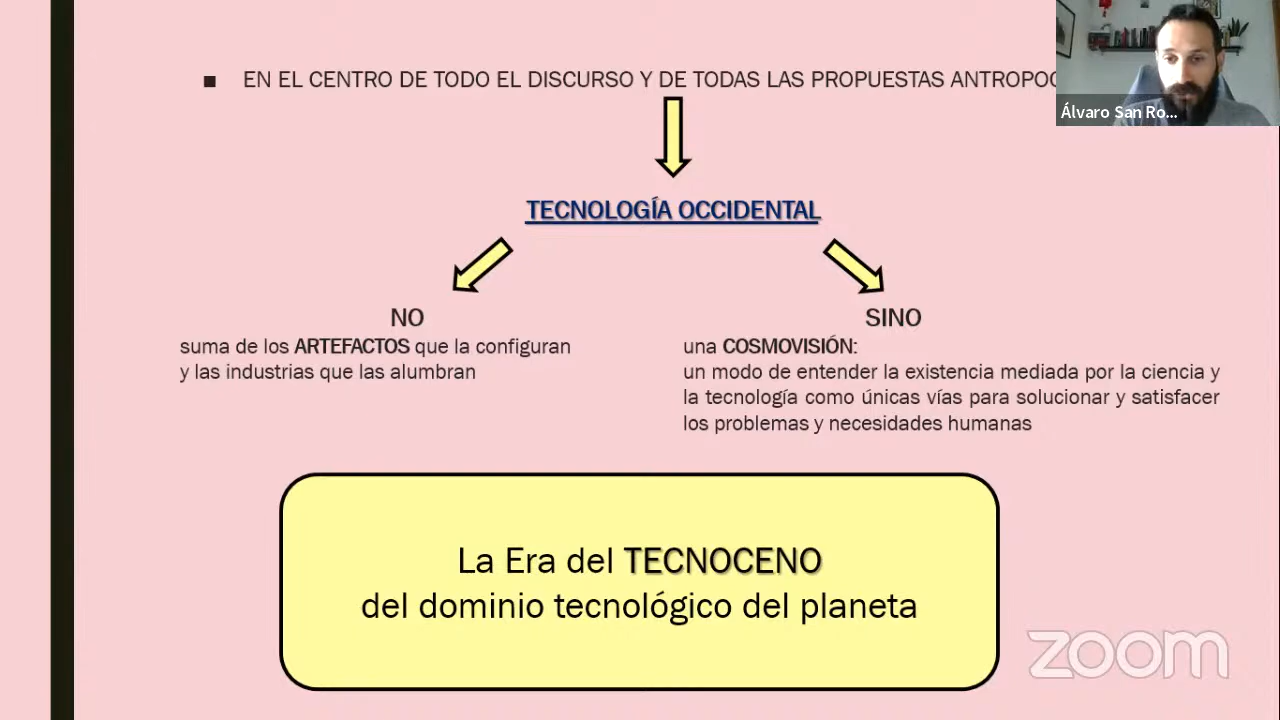 EN EL CENTRO DE TODO EL DISCURSO Y DE TODAS LAS PROPUESTAS
Álvaro San Ro...
TECNOLOGÍA OCCIDENTAL
NO
suma de los ARTEFACTOS que la configuran
y las industrias que las alumbran
SINO
una COSMOVISIÓN:
un modo de entender la existencia mediada por la ciencia y
la tecnología como únicas vías para solucionar y satisfacer
los problemas y necesidades humanas
La Era del TECNOCENO
del dominio tecnológico del planeta
zoom